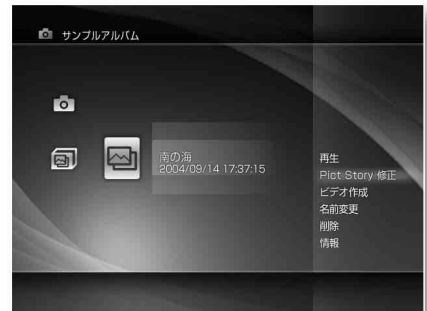 サンプルアルバム
南の海
2004/09/14 17:37:15
再生
Pict Story 修正
ビデオ作成
名前変更
削除
情報